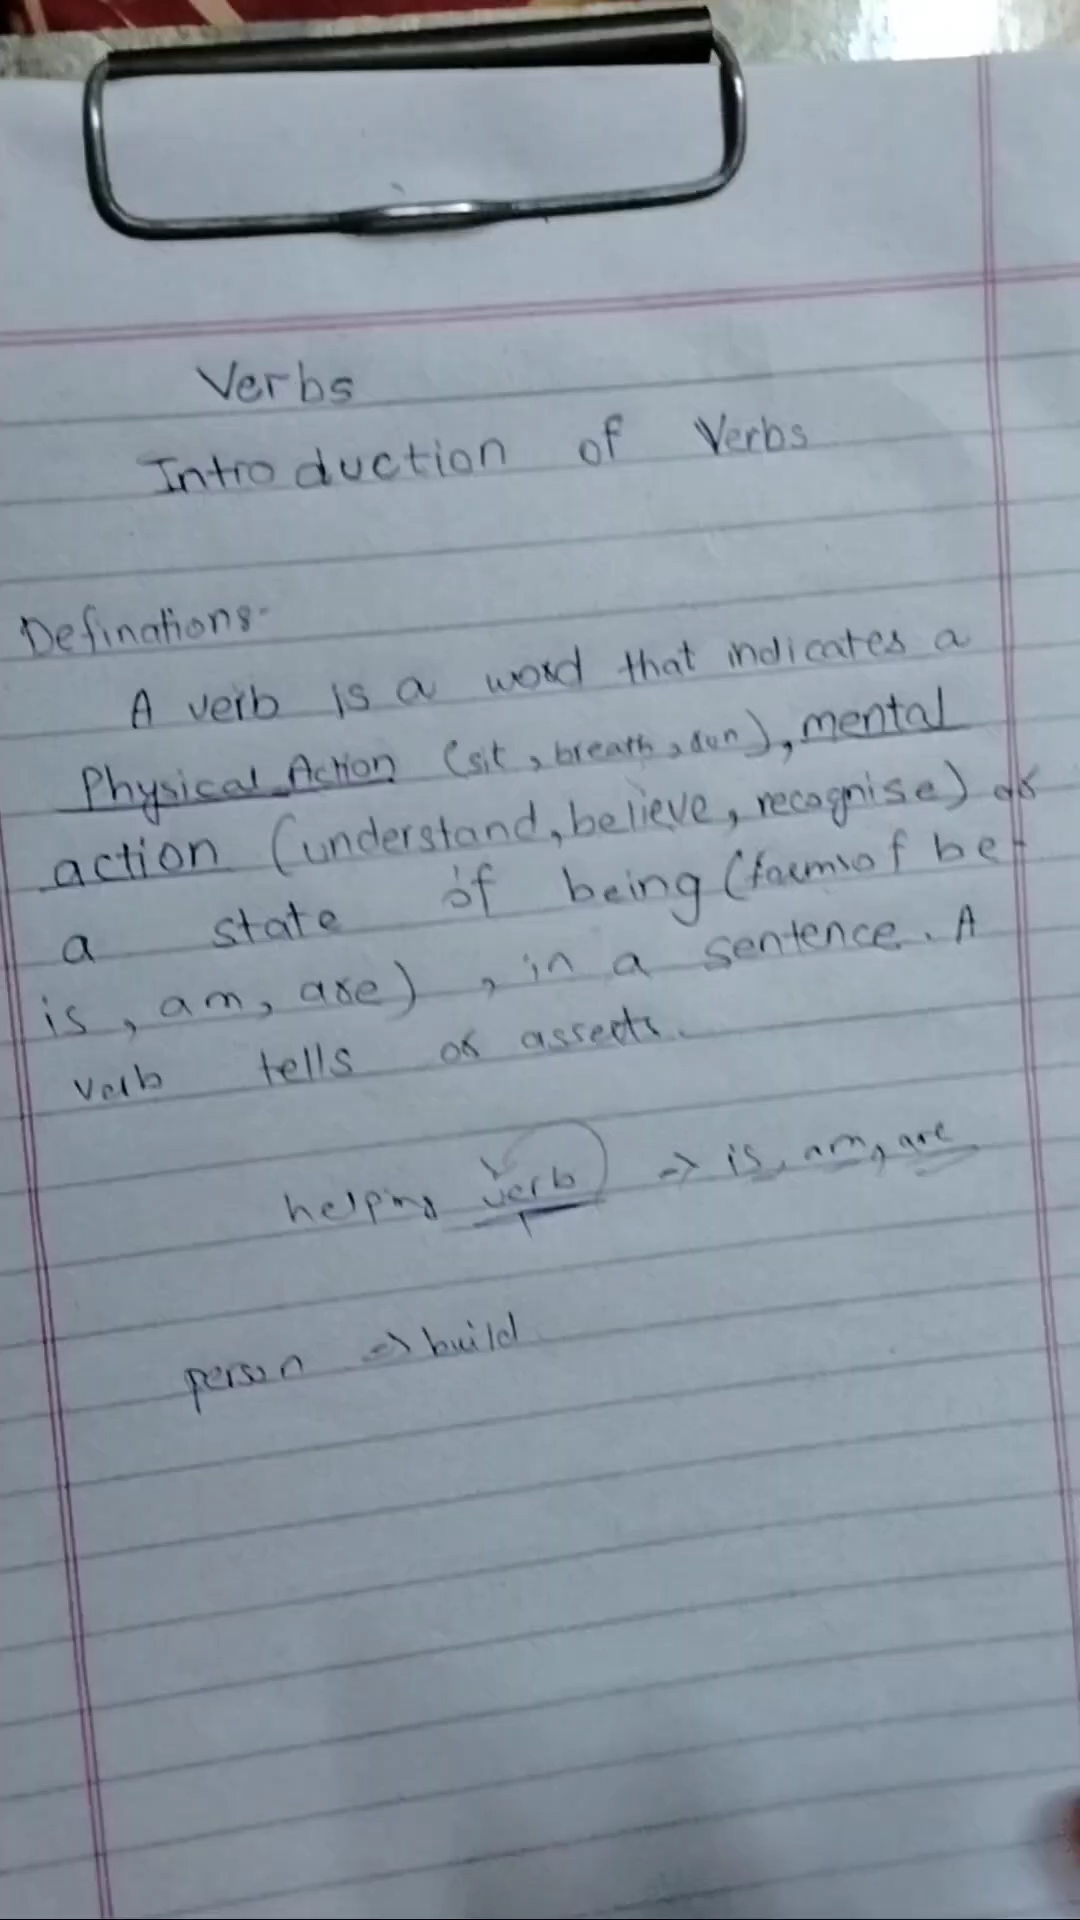 Verbs
Introduction of Verbs
Definations-
A verb is a word that indicates a
Physical Action (sit, breath, run), mental
action (understand, believe, recognise) or
a state of being (forms of be
is, am, are), in a sentence. A
verb tells or asserts.
helping verb => is, am, are
person => build